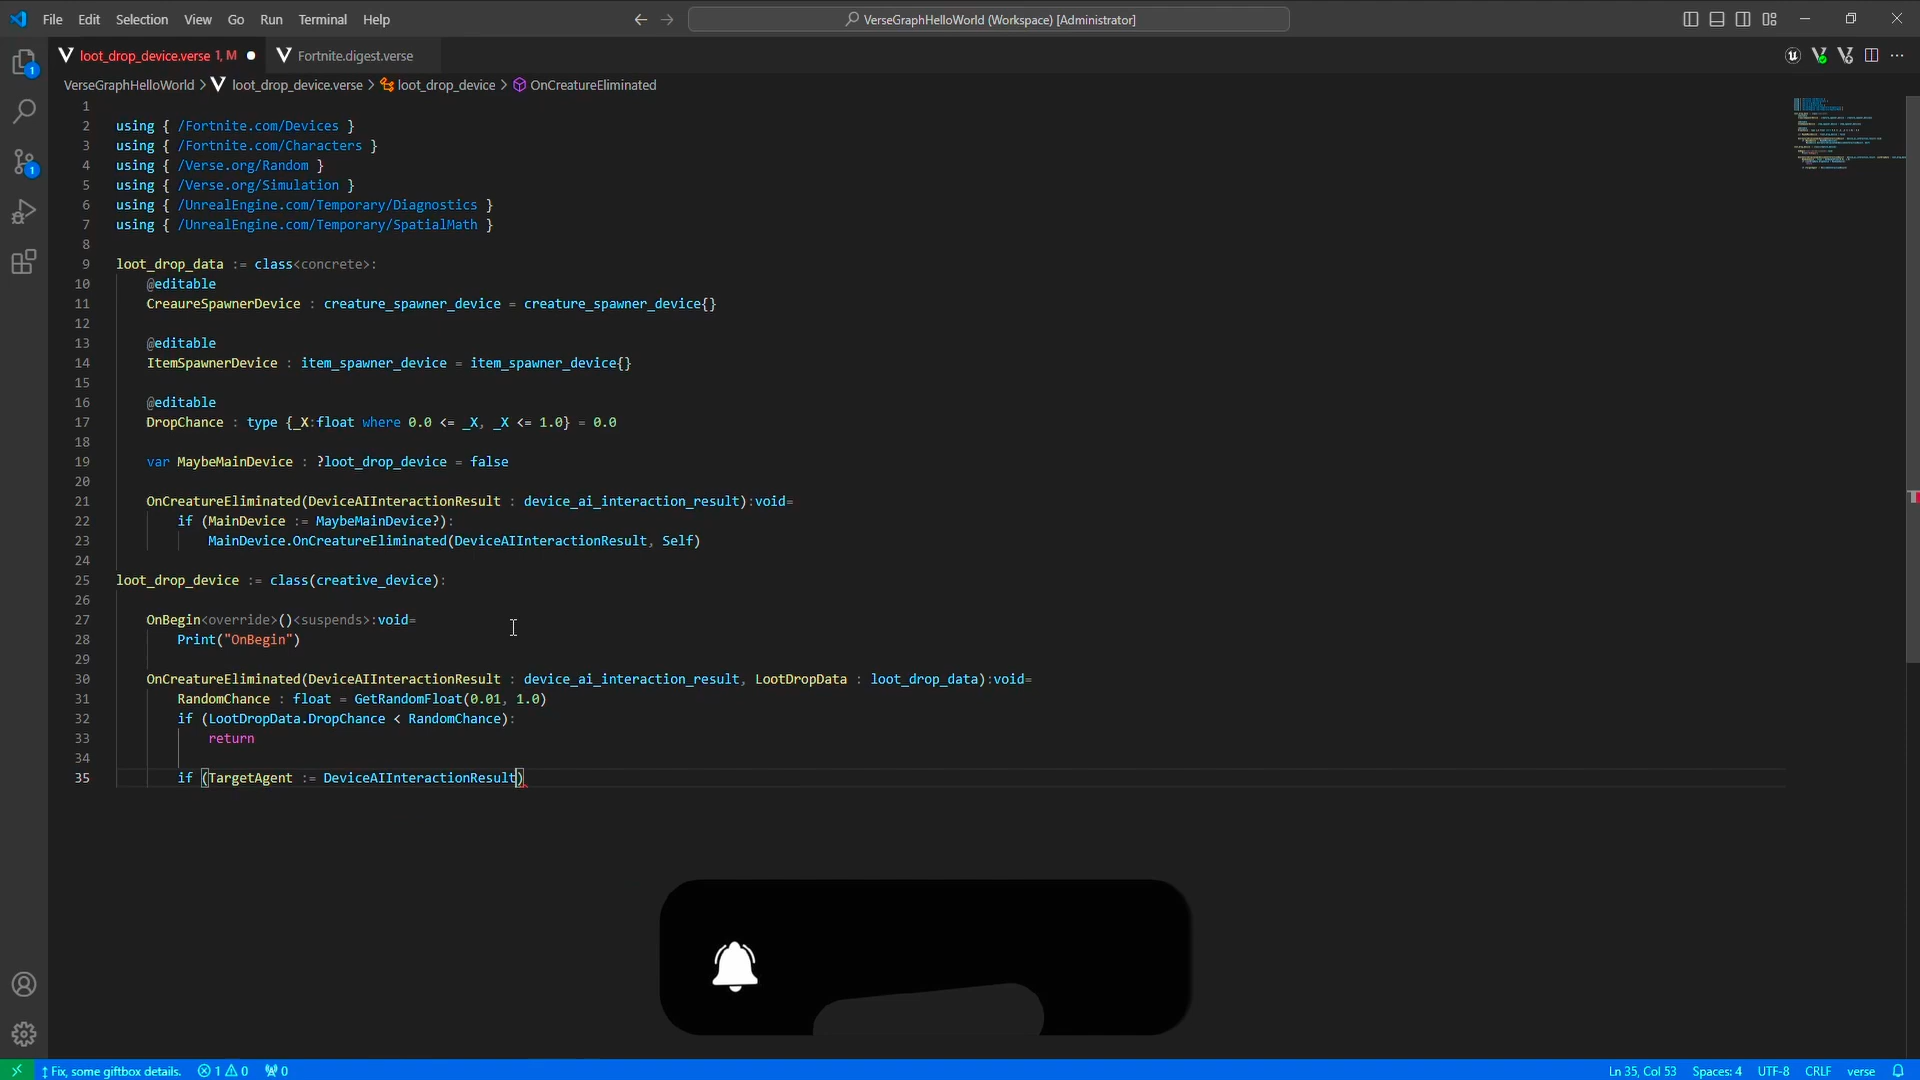 File Edit Selection View Go Run Terminal Help
VerseGraphHelloWorld (Workspace) [Administrator]
loot_drop_device.verse 1, M
Fortnite.digest.verse
VerseGraphHelloWorld > loot_drop_device.verse > loot_drop_device > OnCreatureEliminated
1
2 using { /Fortnite.com/Devices }
3 using { /Fortnite.com/Characters }
4 using { /Verse.org/Random }
5 using { /Verse.org/Simulation }
6 using { /UnrealEngine.com/Temporary/Diagnostics }
7 using { /UnrealEngine.com/Temporary/SpatialMath }
8
9 loot_drop_data := class<concrete>:
10 @editable
11 CreaureSpawnerDevice : creature_spawner_device = creature_spawner_device{}
12
13 @editable
14 ItemSpawnerDevice : item_spawner_device = item_spawner_device{}
15
16 @editable
17 DropChance : type {_X:float where 0.0 <= _X, _X <= 1.0} = 0.0
18
19 var MaybeMainDevice : ?loot_drop_device = false
20
21 OnCreatureEliminated(DeviceAIInteractionResult : device_ai_interaction_result):void=
22 if (MainDevice := MaybeMainDevice?):
23 MainDevice.OnCreatureEliminated(DeviceAIInteractionResult, Self)
24
25 loot_drop_device := class(creative_device):
26
27 OnBegin<override>()<suspends>:void=
28 Print("OnBegin")
29
30 OnCreatureEliminated(DeviceAIInteractionResult : device_ai_interaction_result, LootDropData : loot_drop_data):void=
31 RandomChance : float = GetRandomFloat(0.01, 1.0)
32 if (LootDropData.DropChance < RandomChance):
33 return
34
35 if (TargetAgent := DeviceAIInteractionResult)
1
1
Fix, some giftbox details. 1 0 0 Ln 35, Col 53 Spaces: 4 UTF-8 CRLF verse